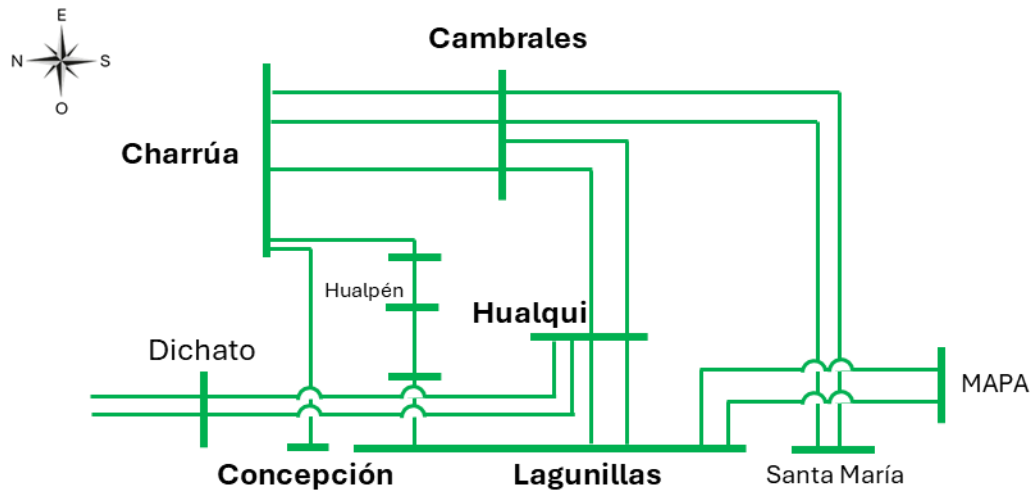 E
N
S
O
Cambrales
Charrúa
Hualpén
Hualqui
Dichato
MAPA
Concepción
Lagunillas
Santa María